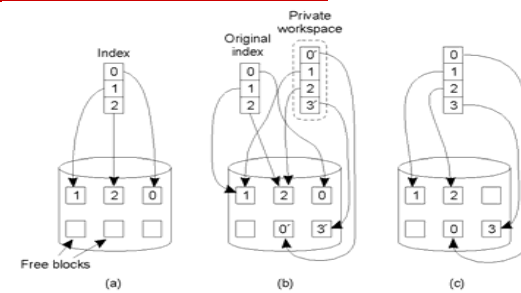 Index
0
1
2
1 2 0
Free blocks
(a)
Original
index
0
1
2
Private
workspace
0′
1
2
3′
1 2 0
0′ 3′
(b)
0
1
2
3
1 2
0 3
(c)